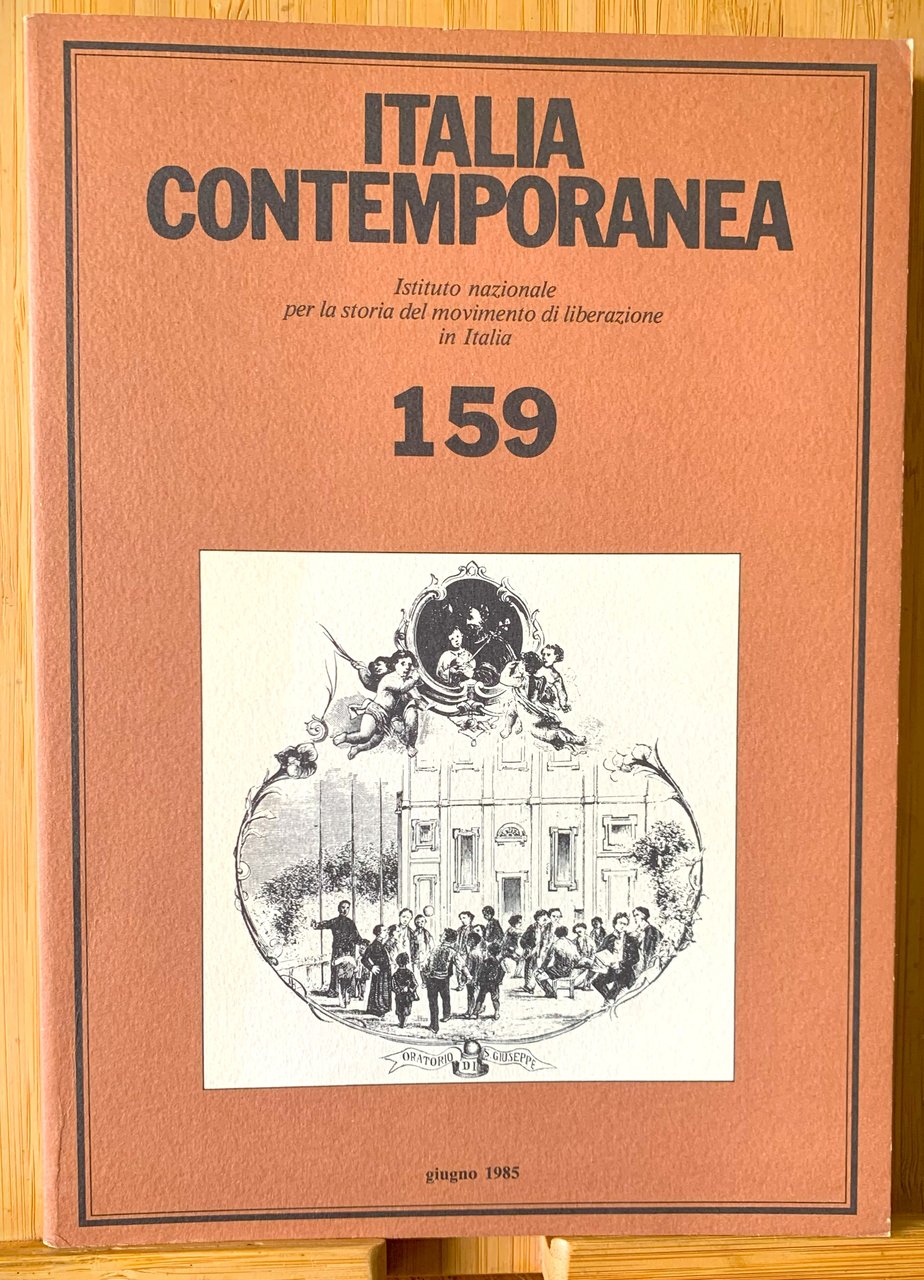 ITALIA
CONTEMPORANEA
Istituto nazionale
per la storia del movimento di liberazione
in Italia
159
ORATORIO DI S. GIUSEPPE
giugno 1985